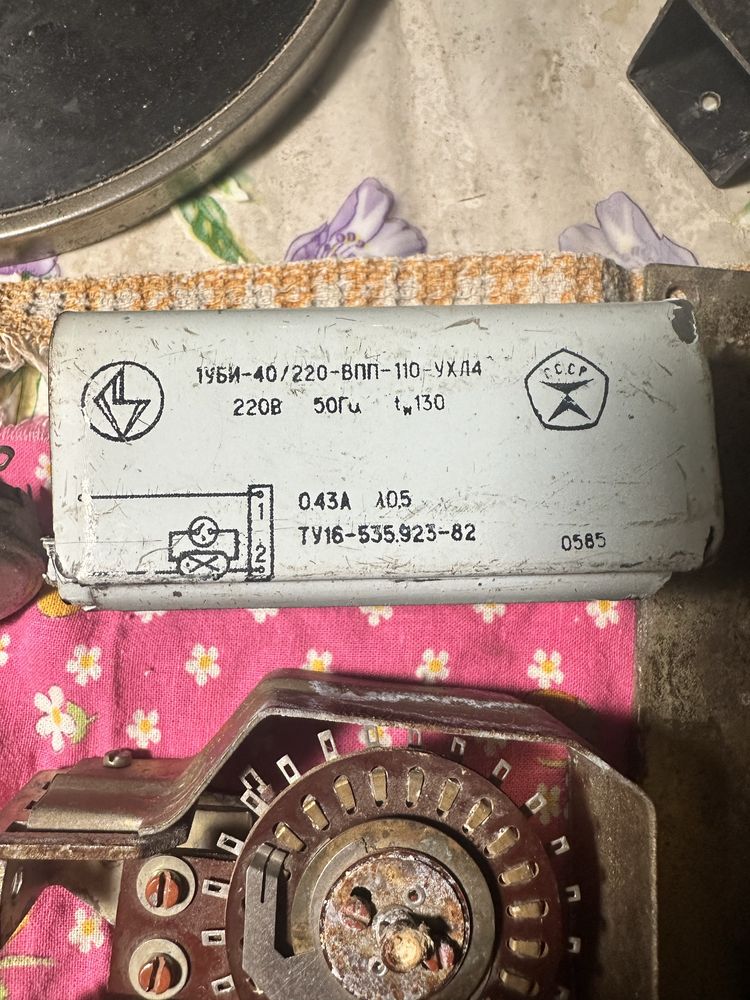 1УБИ-40/220-ВПП-110-УХЛ4
220В 50Гц tw130
СССР
1
0.43А λ0.5
2
ТУ16-535.923-82
0585